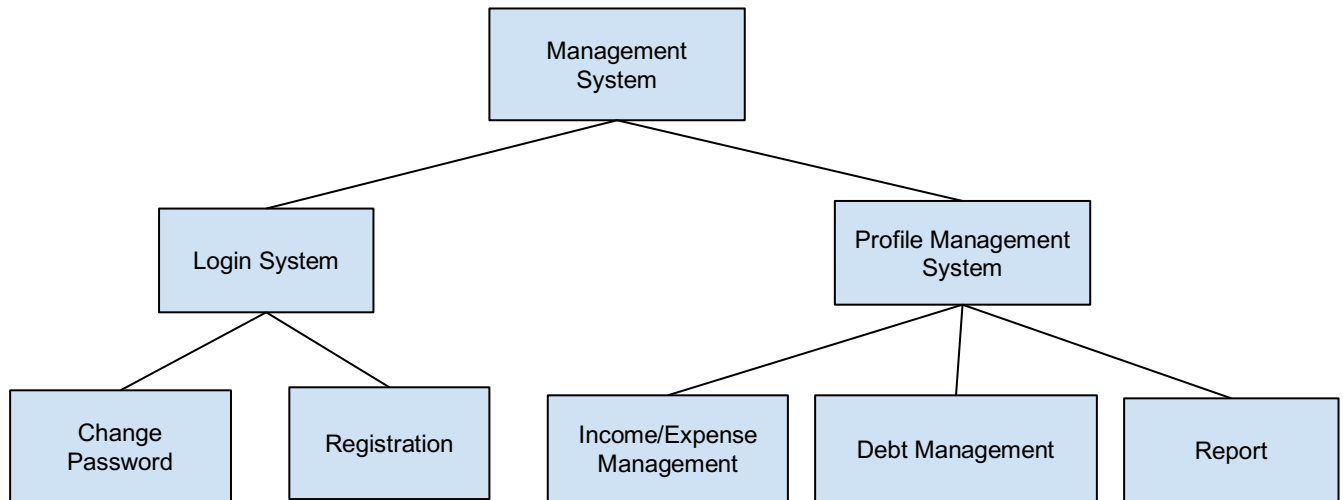 Management
System
Login System
Profile Management
System
Change
Password
Registration
Income/Expense
Management
Debt Management
Report